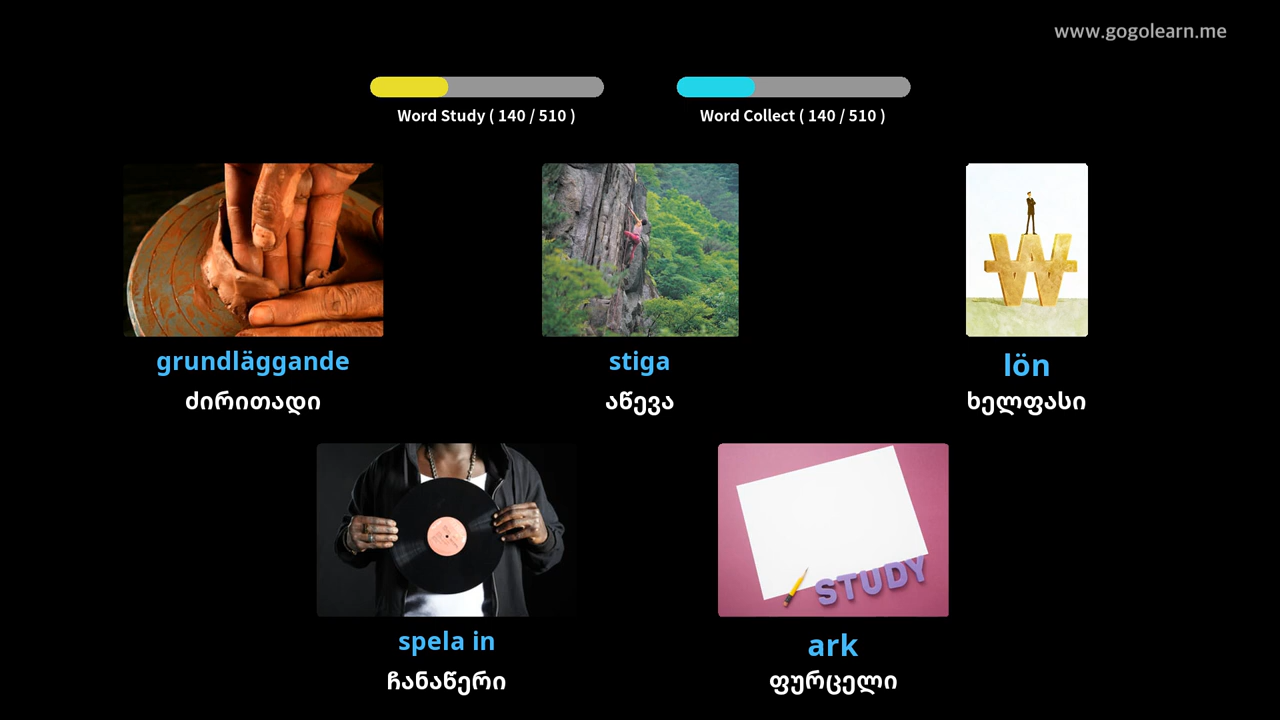 www.gogolearn.me
Word Study ( 140 / 510 )
Word Collect ( 140 / 510 )
grundläggande
ძირითადი
stiga
აწევა
lön
ხელფასი
spela in
ჩანაწერი
STUDY
ark
ფურცელი